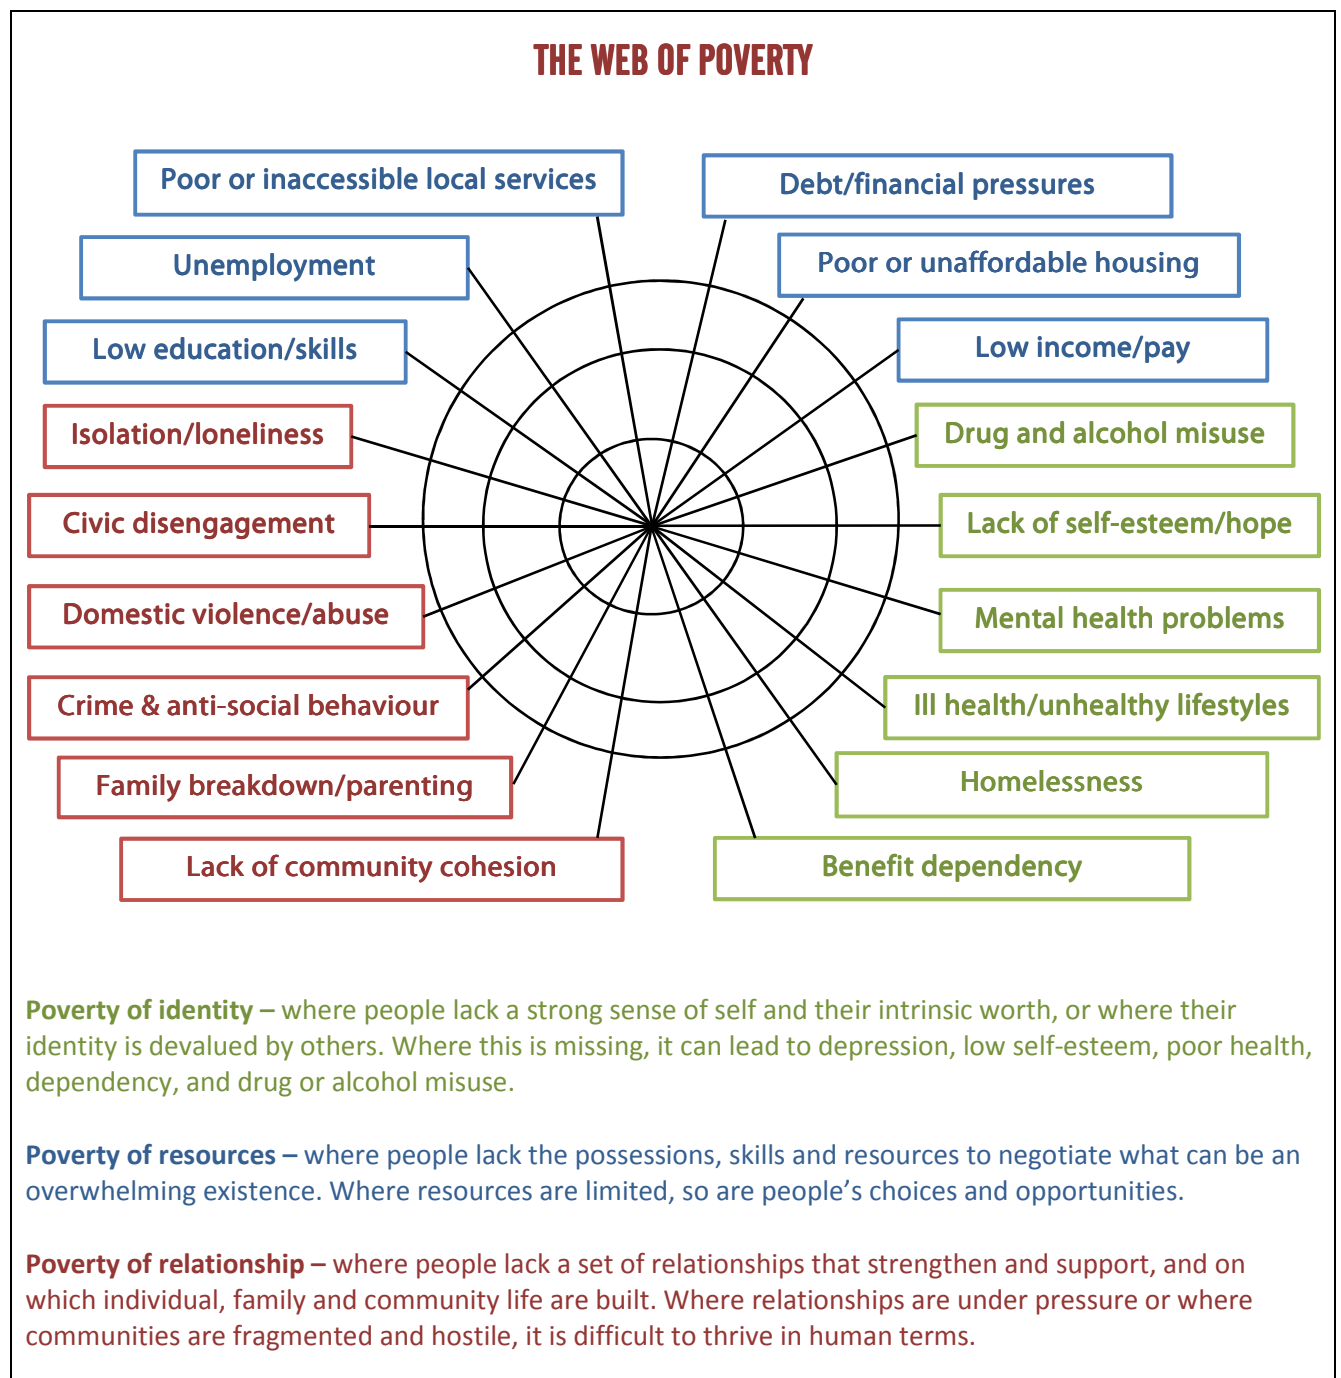 THE WEB OF POVERTY
Poor or inaccessible local services
Debt/financial pressures
Unemployment
Poor or unaffordable housing
Low education/skills
Low income/pay
Isolation/loneliness
Drug and alcohol misuse
Civic disengagement
Lack of self-esteem/hope
Domestic violence/abuse
Mental health problems
Crime & anti-social behaviour
Ill health/unhealthy lifestyles
Family breakdown/parenting
Homelessness
Lack of community cohesion
Benefit dependency
Poverty of identity – where people lack a strong sense of self and their intrinsic worth, or where their
identity is devalued by others. Where this is missing, it can lead to depression, low self-esteem, poor health,
dependency, and drug or alcohol misuse.
Poverty of resources – where people lack the possessions, skills and resources to negotiate what can be an
overwhelming existence. Where resources are limited, so are people’s choices and opportunities.
Poverty of relationship – where people lack a set of relationships that strengthen and support, and on
which individual, family and community life are built. Where relationships are under pressure or where
communities are fragmented and hostile, it is difficult to thrive in human terms.